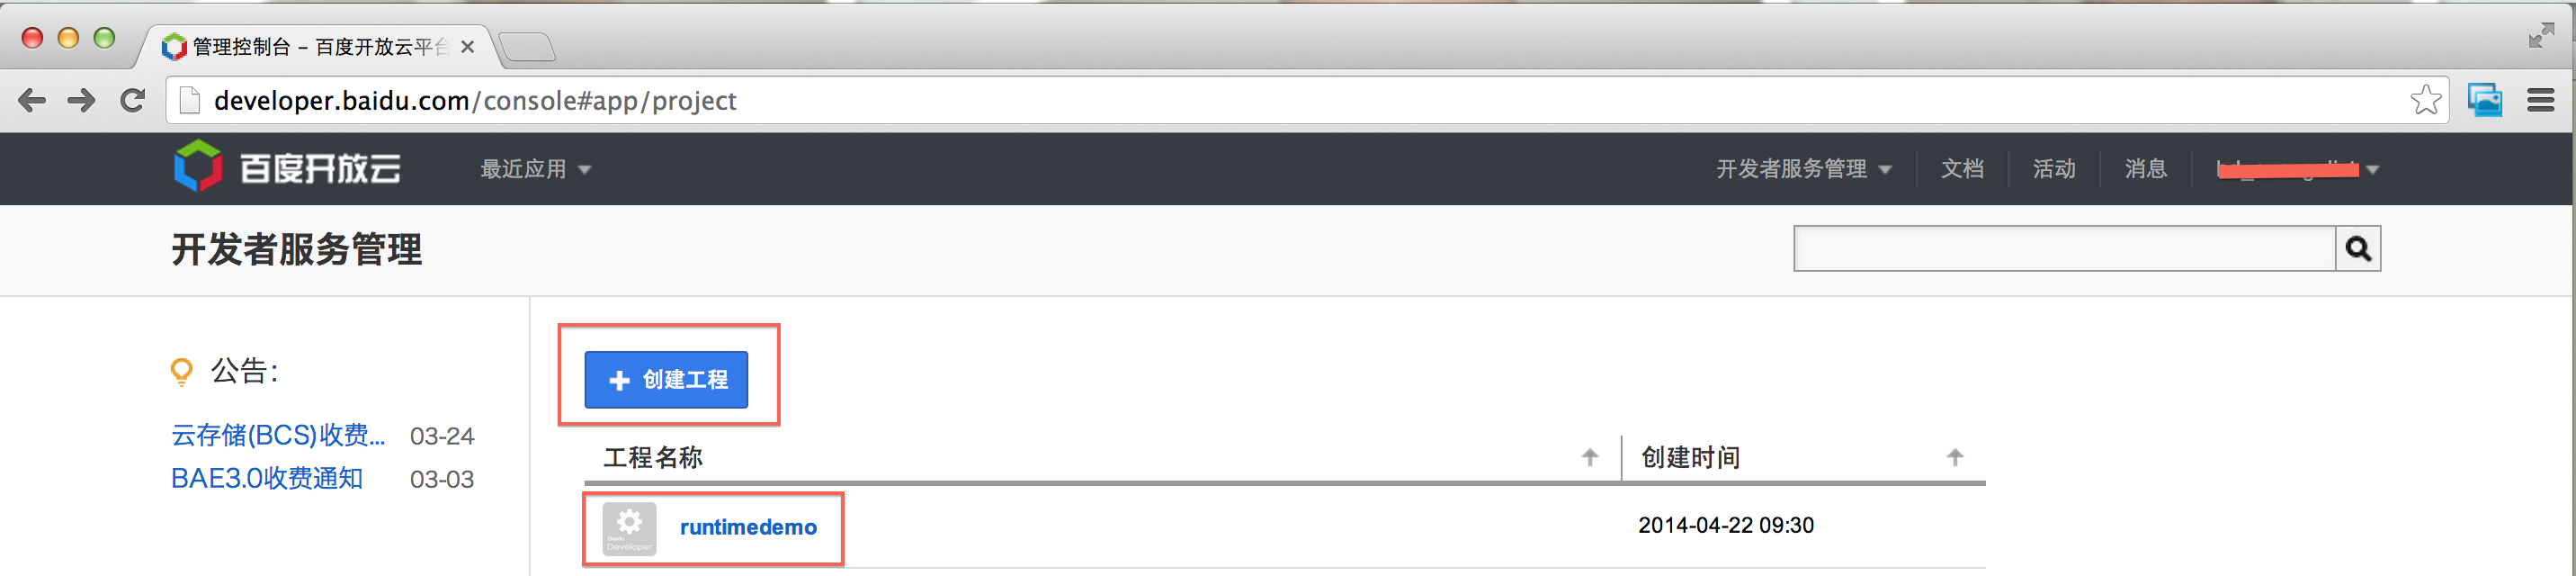 管理控制台 – 百度开放云平台
developer.baidu.com/console#app/project
百度开放云 最近应用 开发者服务管理 文档 活动 消息
开发者服务管理
公告：
云存储(BCS)收费... 03-24
BAE3.0收费通知 03-03
创建工程
工程名称 创建时间
Baidu Developer
runtimedemo 2014-04-22 09:30